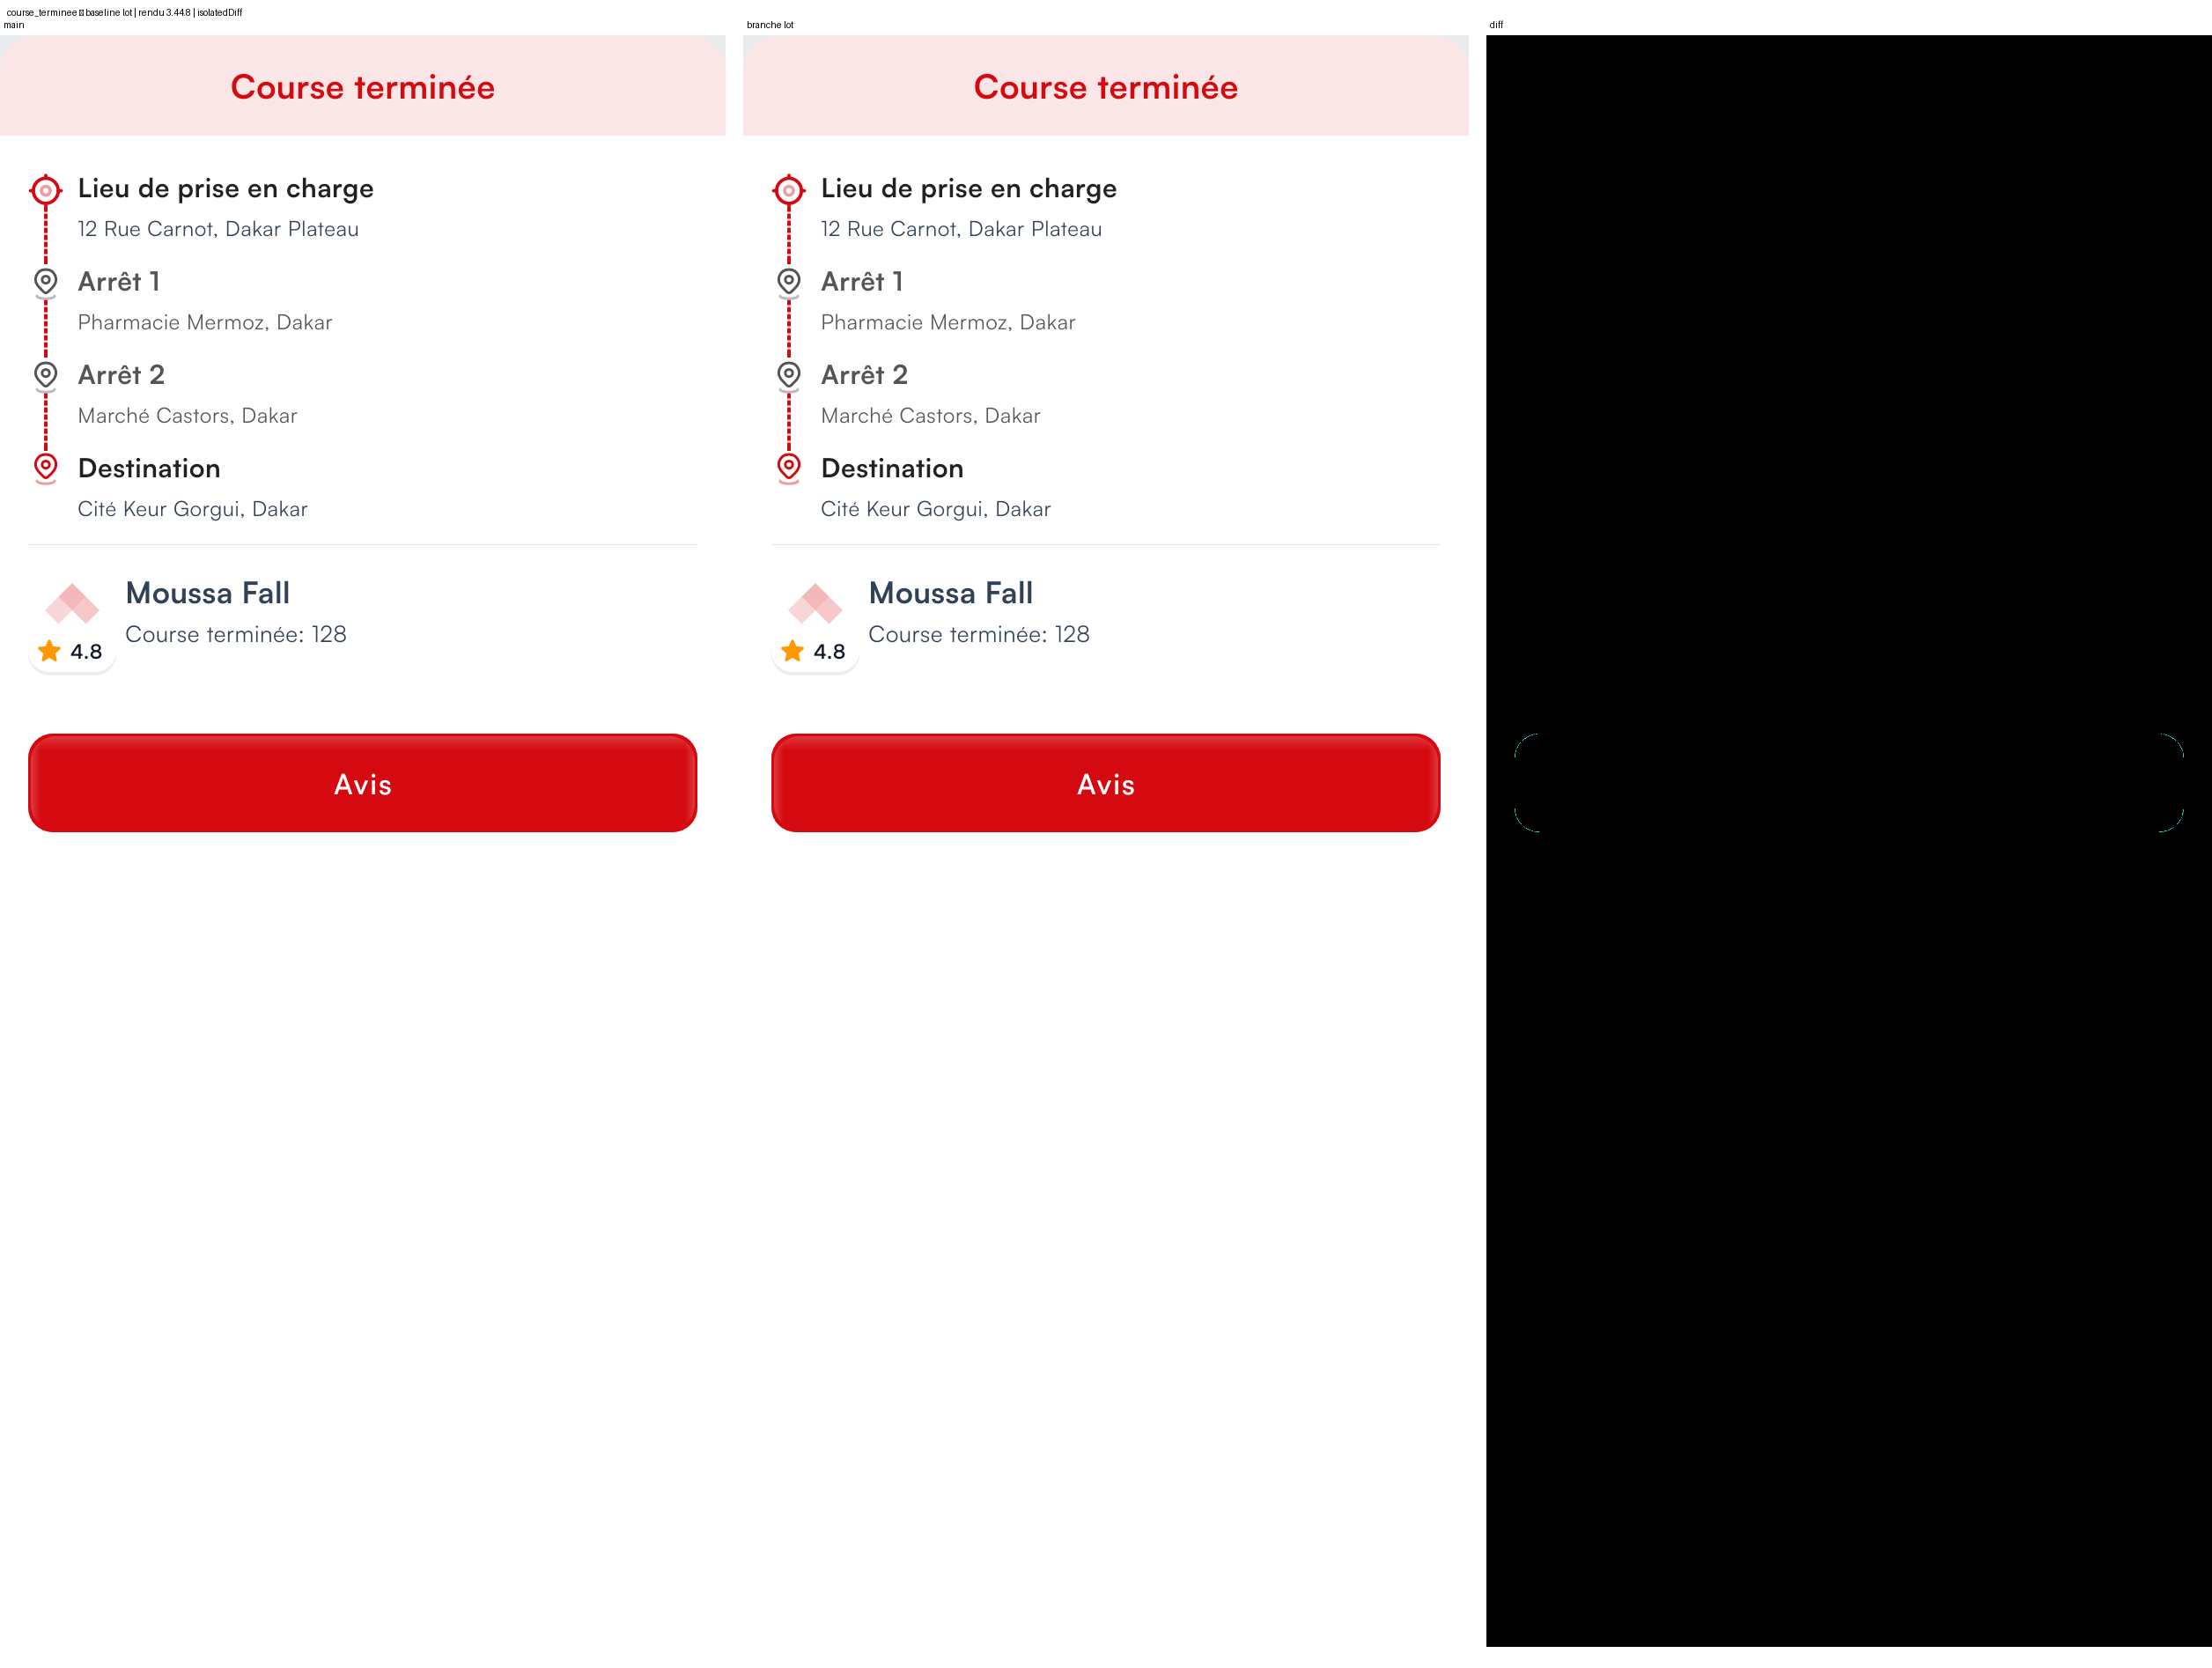 course_terminee baseline lot | rendu 3.44.8 | isolatedDiff
main
branche lot
diff
Course terminée
Lieu de prise en charge
12 Rue Carnot, Dakar Plateau
Arrêt 1
Pharmacie Mermoz, Dakar
Arrêt 2
Marché Castors, Dakar
Destination
Cité Keur Gorgui, Dakar
Moussa Fall
Course terminée: 128
4.8
Avis
Course terminée
Lieu de prise en charge
12 Rue Carnot, Dakar Plateau
Arrêt 1
Pharmacie Mermoz, Dakar
Arrêt 2
Marché Castors, Dakar
Destination
Cité Keur Gorgui, Dakar
Moussa Fall
Course terminée: 128
4.8
Avis